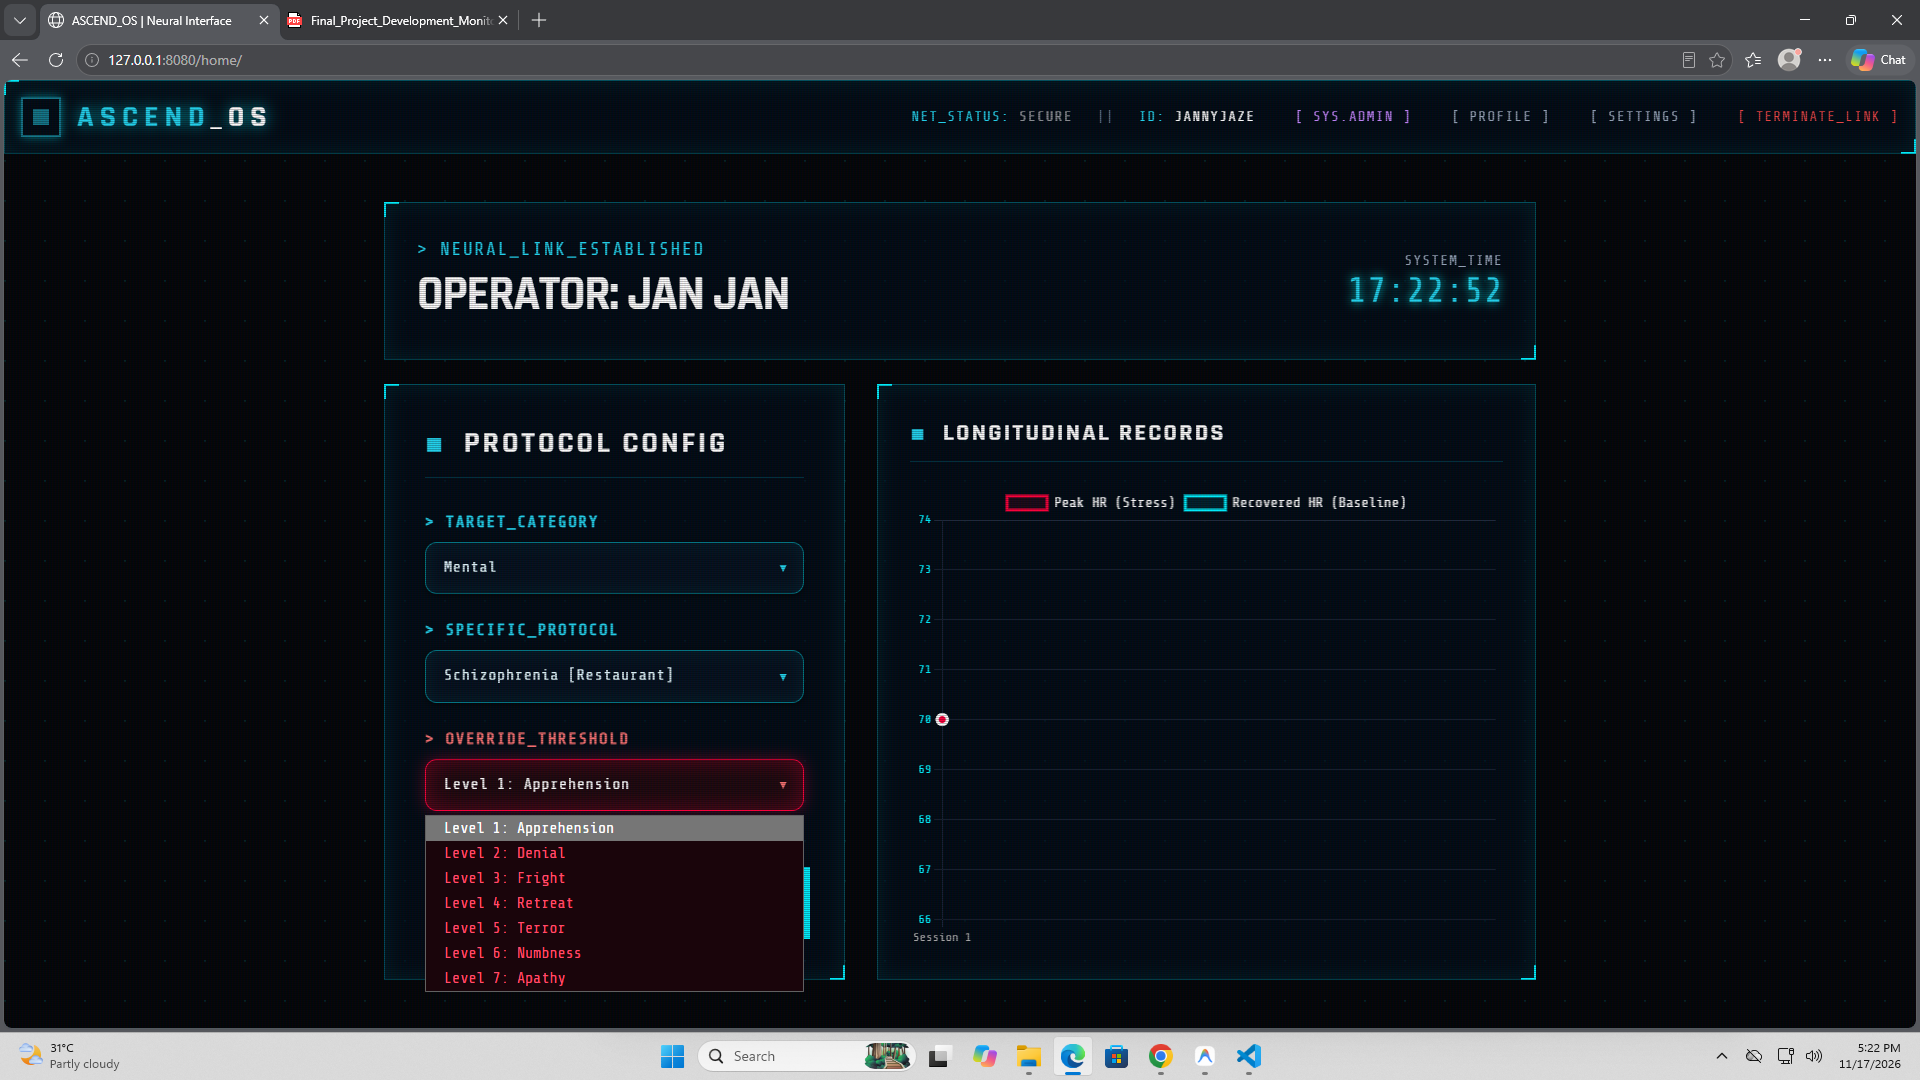 ASCEND_OS | Neural Interface
Final_Project_Development_Monito
127.0.0.1:8080/home/
Chat
ASCEND_OS
NET_STATUS: SECURE || ID: JANNYJAZE [ SYS.ADMIN ] [ PROFILE ] [ SETTINGS ] [ TERMINATE_LINK ]
> NEURAL_LINK_ESTABLISHED
OPERATOR: JAN JAN
SYSTEM_TIME
17:22:52
PROTOCOL CONFIG
> TARGET_CATEGORY
Mental
> SPECIFIC_PROTOCOL
Schizophrenia [Restaurant]
> OVERRIDE_THRESHOLD
Level 1: Apprehension
Level 1: Apprehension
Level 2: Denial
Level 3: Fright
Level 4: Retreat
Level 5: Terror
Level 6: Numbness
Level 7: Apathy
LONGITUDINAL RECORDS
Peak HR (Stress) Recovered HR (Baseline)
74
73
72
71
70
69
68
67
66
Session 1
31°C
Partly cloudy
Search
5:22 PM
11/17/2026